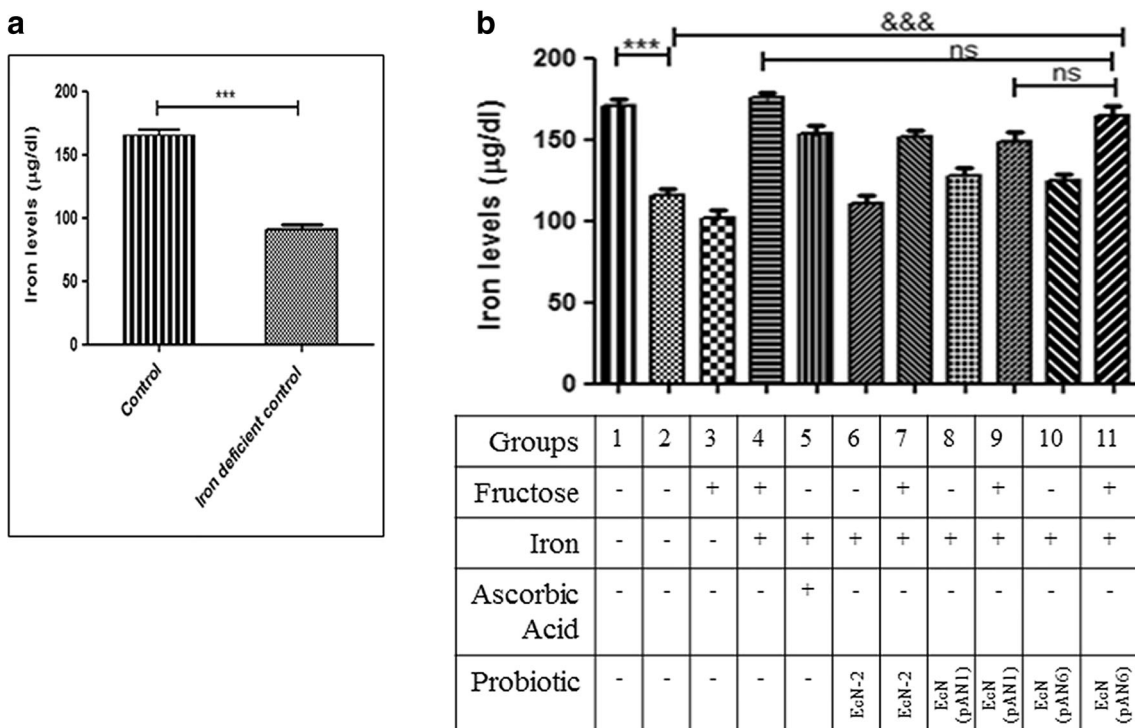 a
200
150
100
50
0
Iron levels (µg/dl)
***
Control
Iron deficient control
b
200
150
100
50
0
Iron levels (µg/dl)
***
&&&
ns
ns
Groups 1 2 3 4 5 6 7 8 9 10 11
Fructose - - + + - - + - + - +
Iron - - - + + + + + + + +
Ascorbic - - - - + - - - - - -
Acid
Probiotic - - - - - EcN-2 EcN-2 EcN (pAN1) EcN (pAN1) EcN (pAN6) EcN (pAN6)